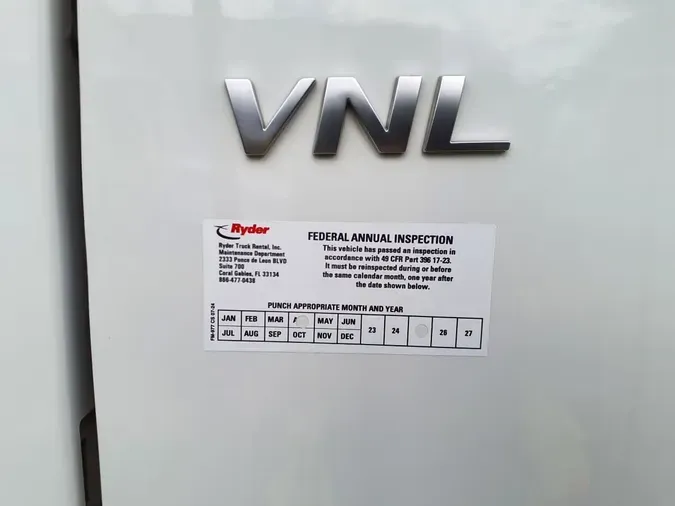 VNL
Ryder
Ryder Truck Rental, Inc.
Maintenance Department
2333 Ponce de Leon BLVD
Suite 700
Coral Gables, FL 33134
866-477-0438
FEDERAL ANNUAL INSPECTION
This vehicle has passed an inspection in
accordance with 49 CFR Part 396 17-23.
It must be reinspected during or before
the same calendar month, one year after
the date shown below.
PUNCH APPROPRIATE MONTH AND YEAR
JAN FEB MAR MAY JUN 23 24 26 27
JUL AUG SEP OCT NOV DEC